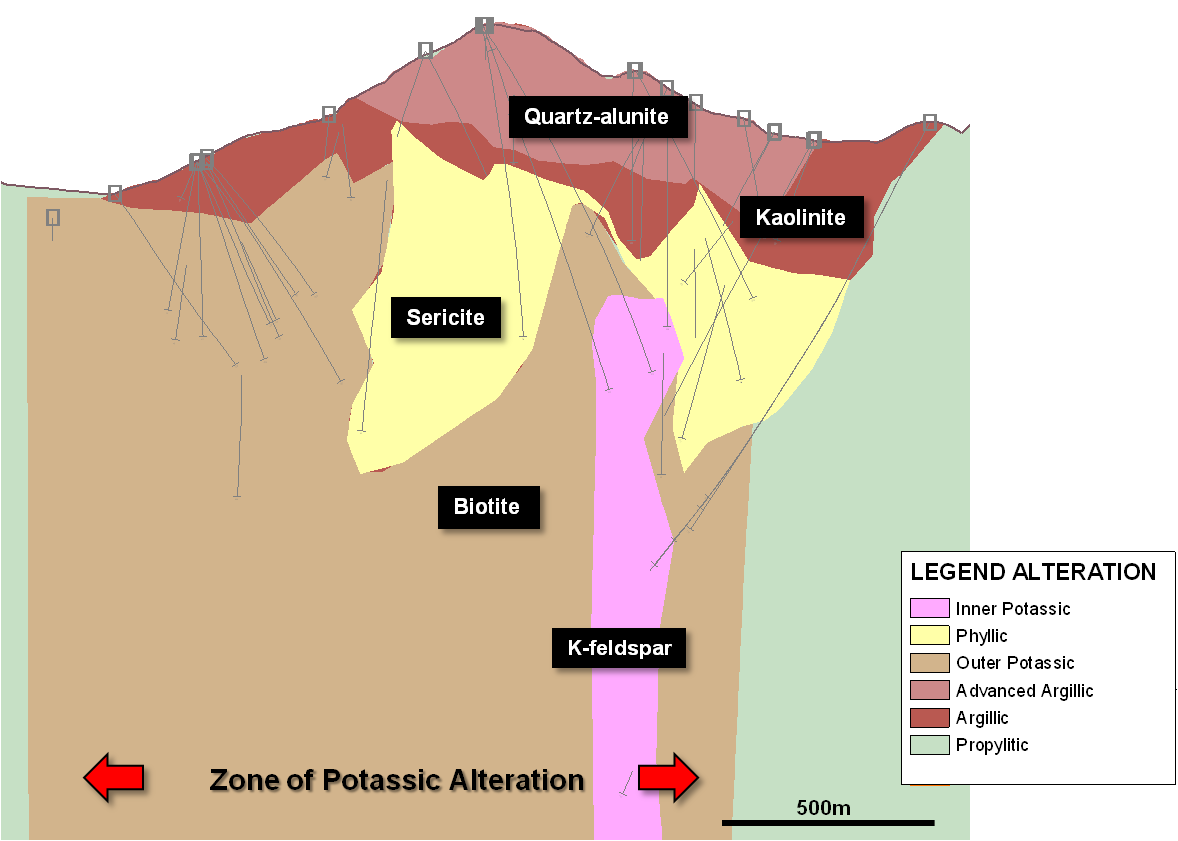 Quartz-alunite
Kaolinite
Sericite
Biotite
K-feldspar
Zone of Potassic Alteration
500m
LEGEND ALTERATION
Inner Potassic
Phyllic
Outer Potassic
Advanced Argillic
Argillic
Propylitic